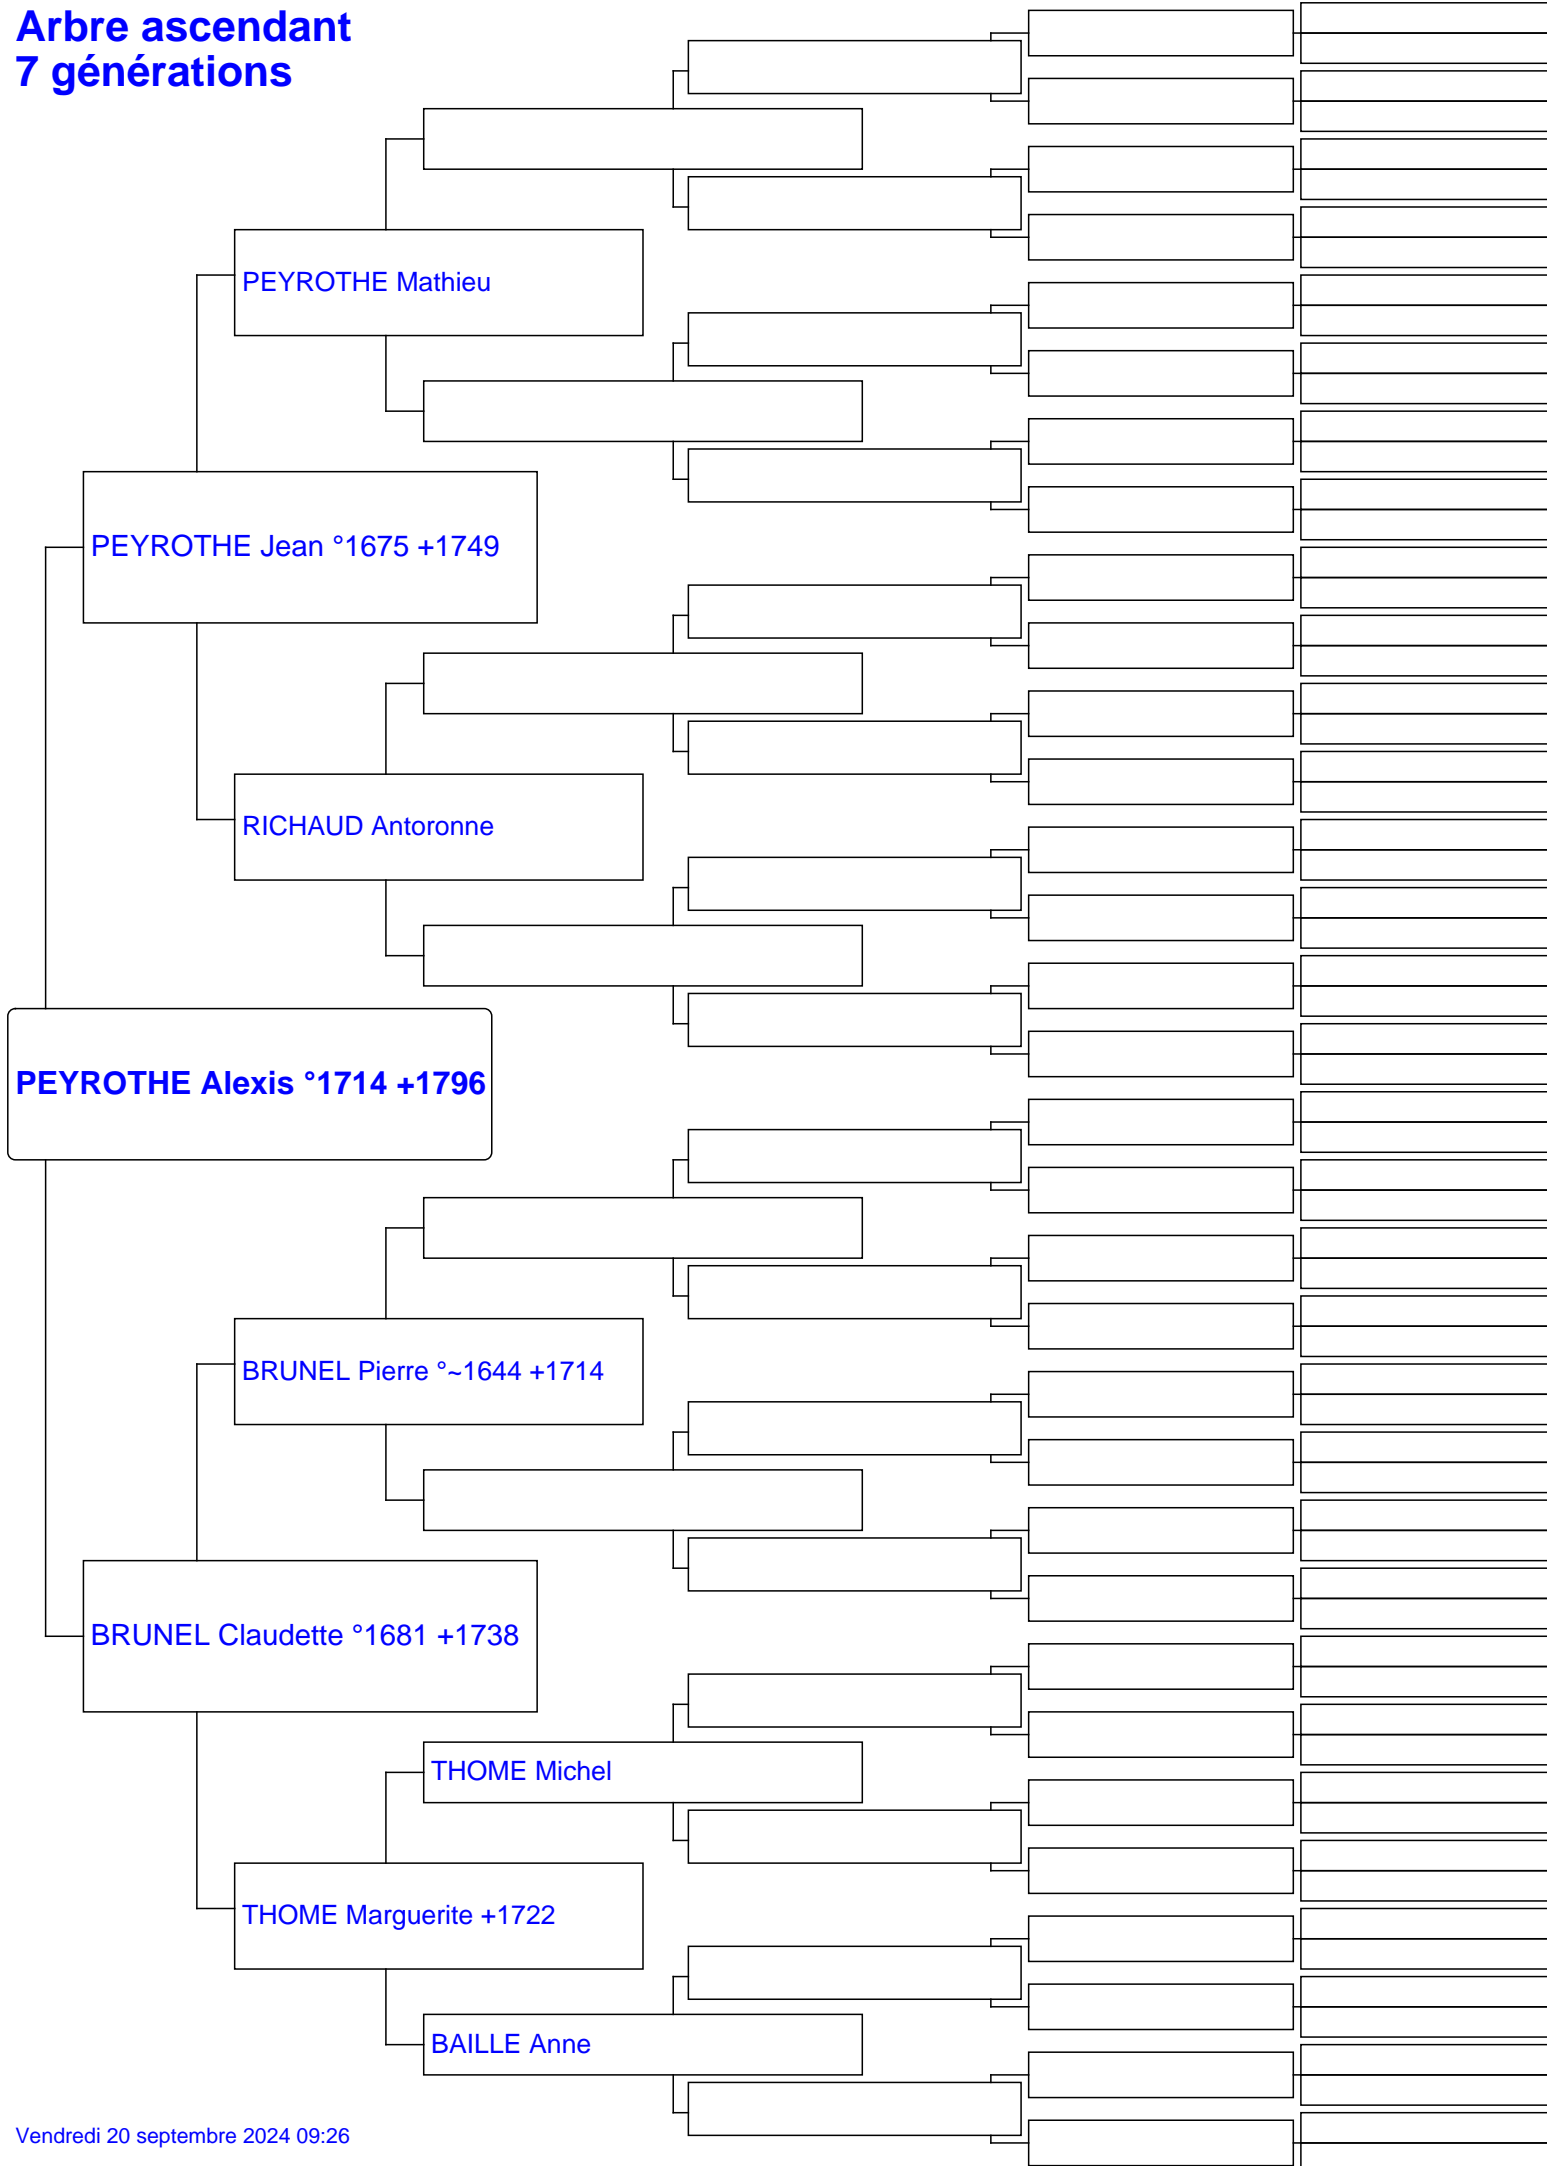 Arbre ascendant
7 générations
PEYROTHE Mathieu
PEYROTHE Jean °1675 +1749
RICHAUD Antoronne
PEYROTHE Alexis °1714 +1796
BRUNEL Pierre °~1644 +1714
BRUNEL Claudette °1681 +1738
THOME Michel
THOME Marguerite +1722
BAILLE Anne
Vendredi 20 septembre 2024 09:26